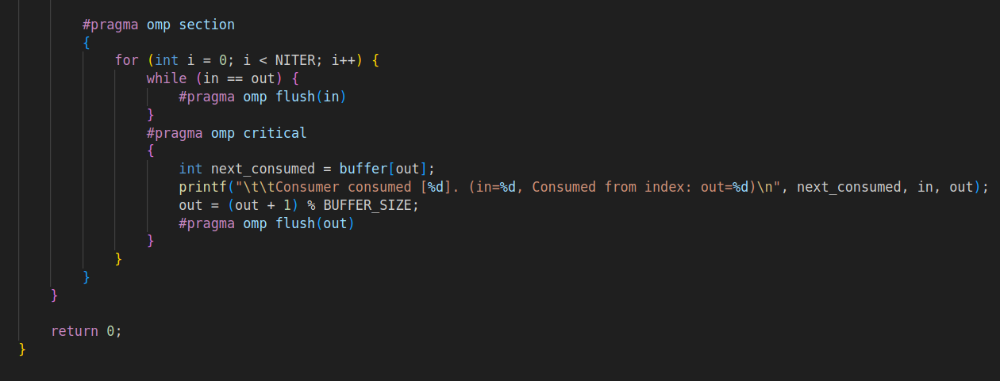 #pragma omp section
{
for (int i = 0; i < NITER; i++) {
while (in == out) {
#pragma omp flush(in)
}
#pragma omp critical
{
int next_consumed = buffer[out];
printf("\t\tConsumer consumed [%d]. (in=%d, Consumed from index: out=%d)\n", next_consumed, in, out);
out = (out + 1) % BUFFER_SIZE;
#pragma omp flush(out)
}
}
}
}
return 0;
}